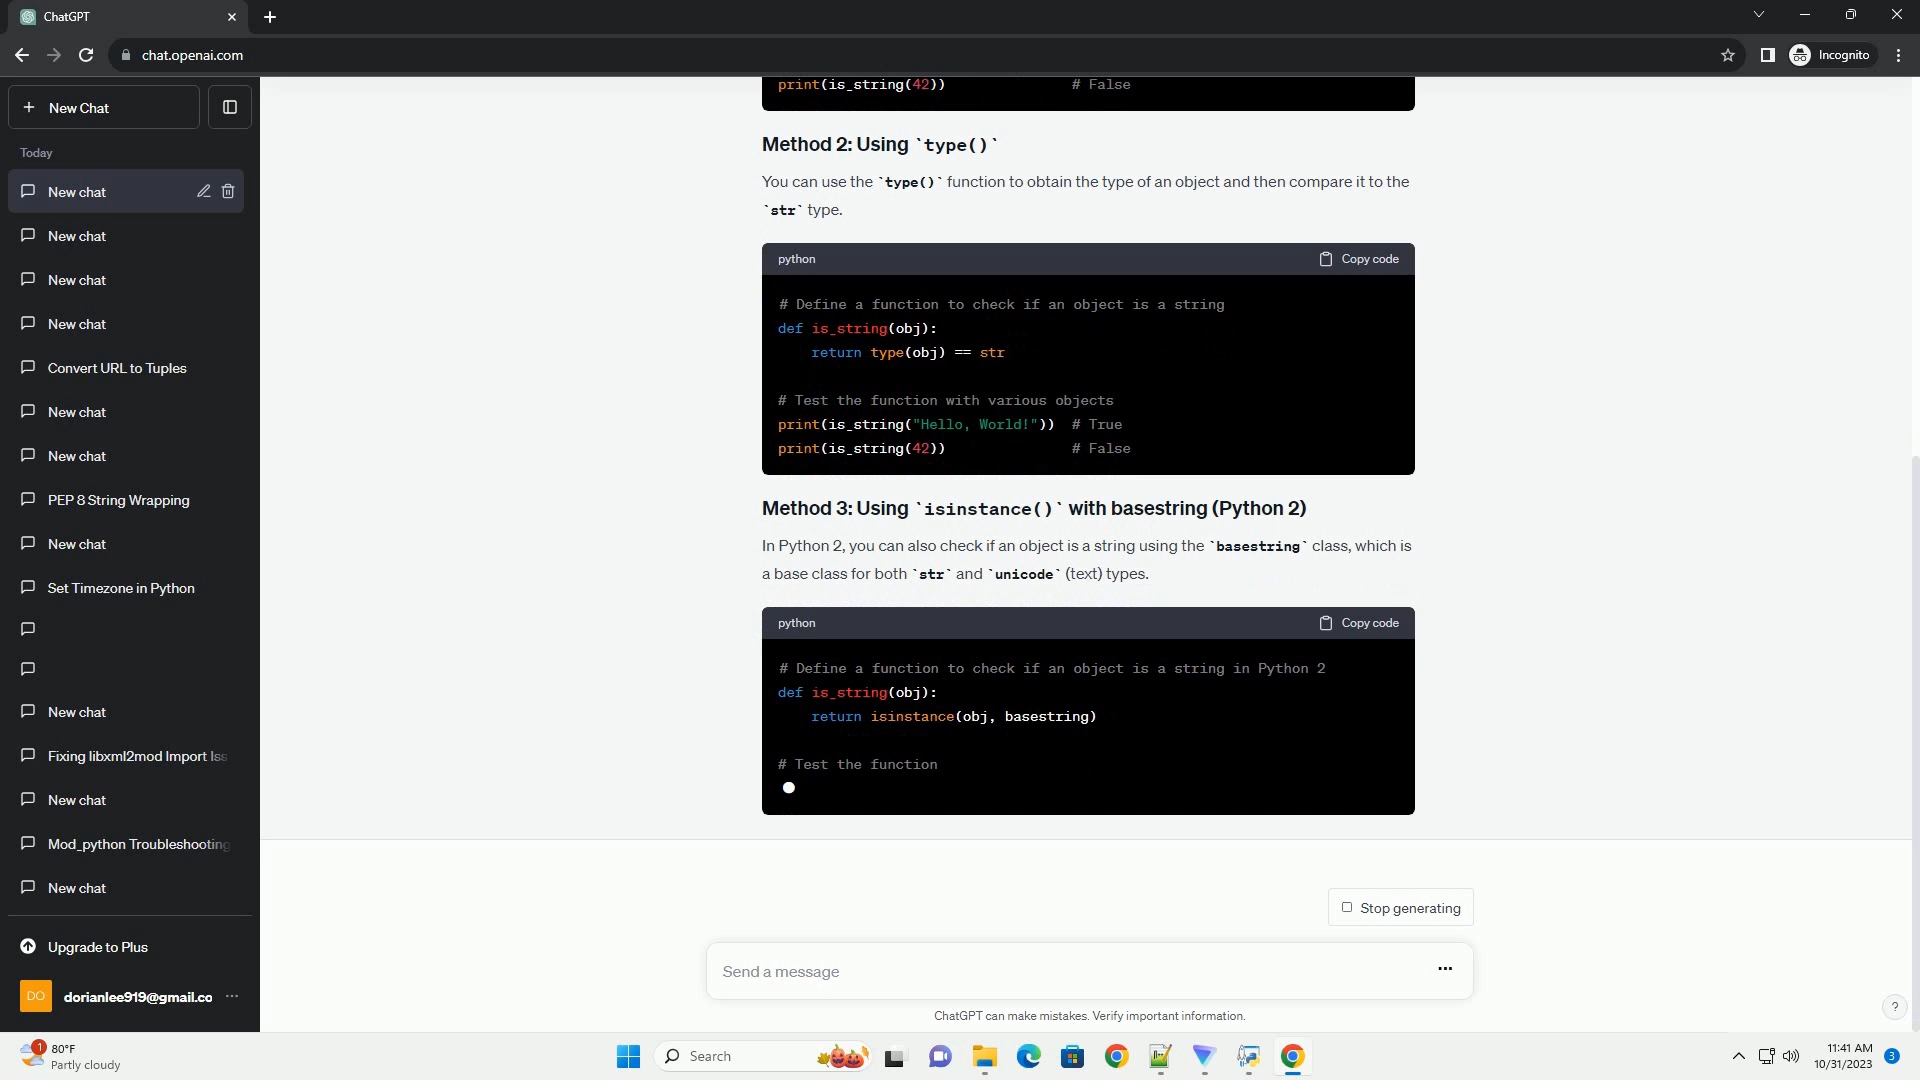 ChatGPT
chat.openai.com
Incognito
New Chat
Today
New chat
New chat
New chat
New chat
Convert URL to Tuples
New chat
New chat
PEP 8 String Wrapping
New chat
Set Timezone in Python
New chat
Fixing libxml2mod Import Iss
New chat
Mod_python Troubleshooting
New chat
Upgrade to Plus
DO dorianlee919@gmail.co ...
print(is_string(42))               # False
Method 2: Using `type()`
You can use the `type()` function to obtain the type of an object and then compare it to the
`str` type.
python Copy code
# Define a function to check if an object is a string
def is_string(obj):
    return type(obj) == str
# Test the function with various objects
print(is_string("Hello, World!"))  # True
print(is_string(42))               # False
Method 3: Using `isinstance()` with basestring (Python 2)
In Python 2, you can also check if an object is a string using the `basestring` class, which is
a base class for both `str` and `unicode` (text) types.
python Copy code
# Define a function to check if an object is a string in Python 2
def is_string(obj):
    return isinstance(obj, basestring)
# Test the function
Stop generating
Send a message
ChatGPT can make mistakes. Verify important information.
?
1
80°F
Partly cloudy
Search
11:41 AM
10/31/2023
3